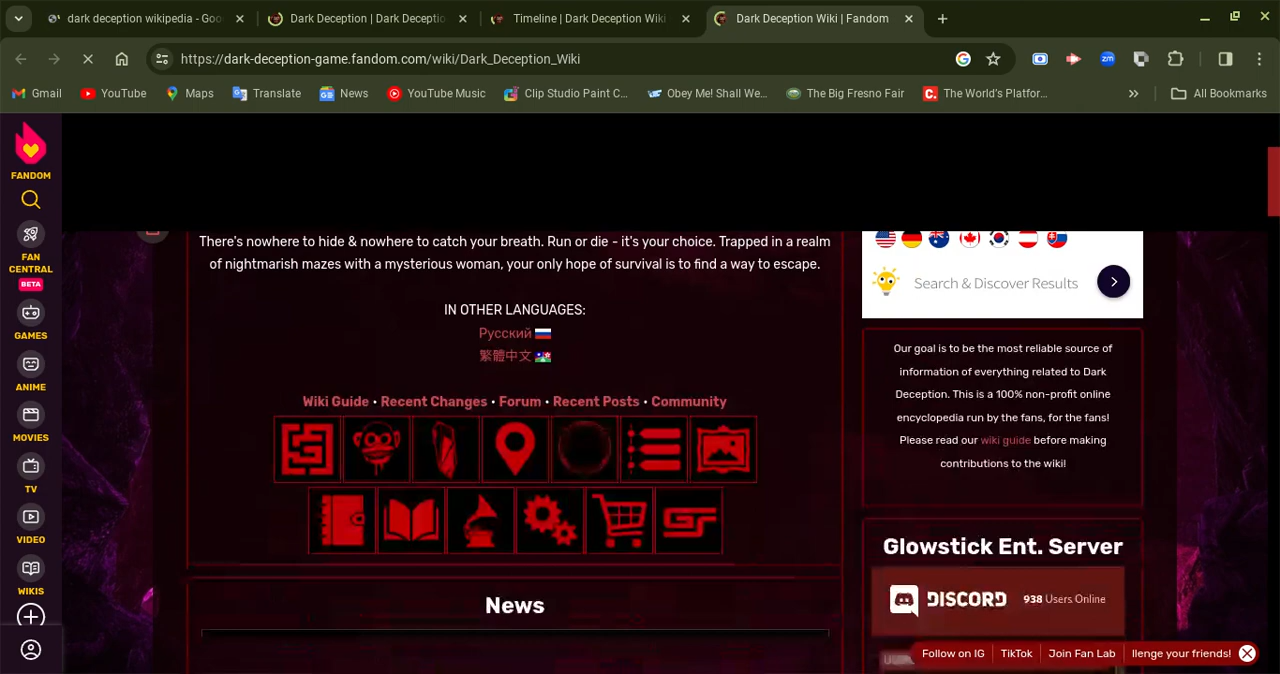 dark deception wikipedia - Goo
Dark Deception | Dark Deceptio
Timeline | Dark Deception Wiki
Dark Deception Wiki | Fandom
https://dark-deception-game.fandom.com/wiki/Dark_Deception_Wiki
Gmail
YouTube
Maps
Translate
News
YouTube Music
Clip Studio Paint C...
Obey Me! Shall We...
The Big Fresno Fair
The World's Platfor...
All Bookmarks
FANDOM
FAN
CENTRAL
BETA
GAMES
ANIME
MOVIES
TV
VIDEO
WIKIS
There's nowhere to hide & nowhere to catch your breath. Run or die - it's your choice. Trapped in a realm
of nightmarish mazes with a mysterious woman, your only hope of survival is to find a way to escape.
IN OTHER LANGUAGES:
Русский
繁體中文
Wiki Guide • Recent Changes • Forum • Recent Posts • Community
News
Search & Discover Results
Our goal is to be the most reliable source of
information of everything related to Dark
Deception. This is a 100% non-profit online
encyclopedia run by the fans, for the fans!
Please read our wiki guide before making
contributions to the wiki!
Glowstick Ent. Server
DISCORD
938 Users Online
Follow on IG
TikTok
Join Fan Lab
llenge your friends!